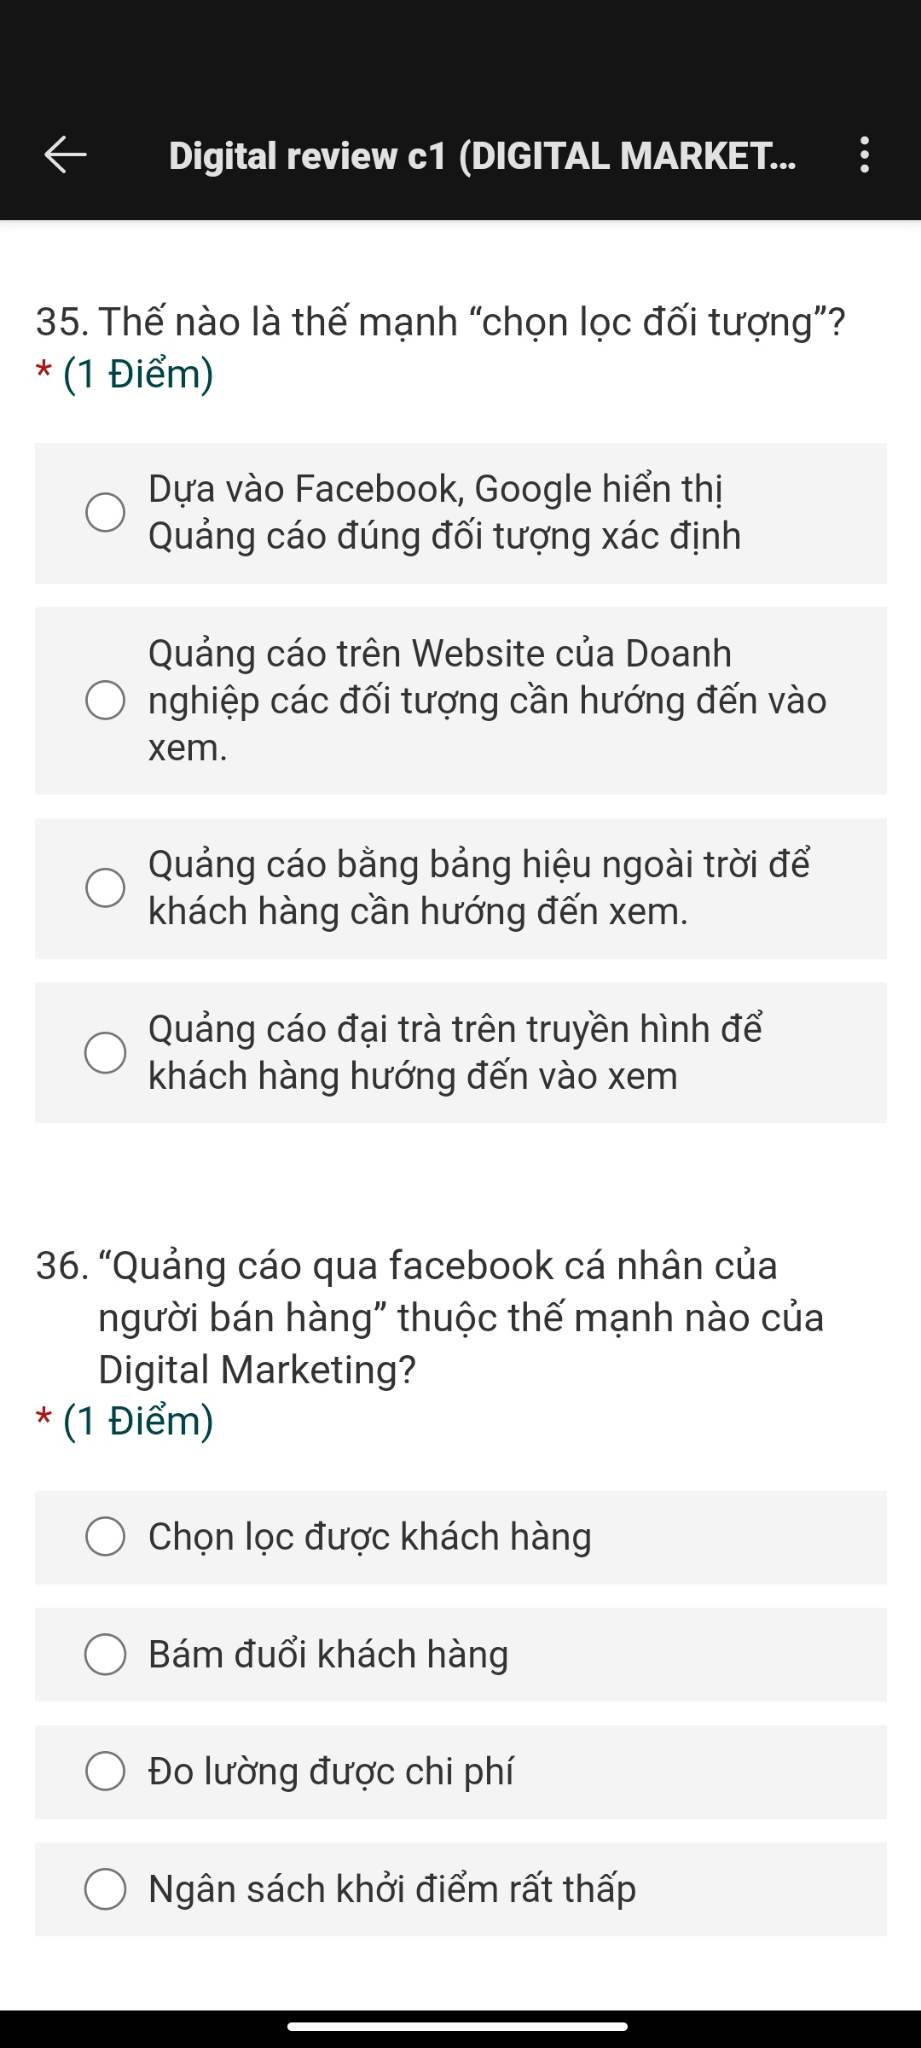 Digital review c1 (DIGITAL MARKET...
35. Thế nào là thế mạnh “chọn lọc đối tượng”?
* (1 Điểm)
Dựa vào Facebook, Google hiển thị
Quảng cáo đúng đối tượng xác định
Quảng cáo trên Website của Doanh
nghiệp các đối tượng cần hướng đến vào
xem.
Quảng cáo bằng bảng hiệu ngoài trời để
khách hàng cần hướng đến xem.
Quảng cáo đại trà trên truyền hình để
khách hàng hướng đến vào xem
36. “Quảng cáo qua facebook cá nhân của
người bán hàng” thuộc thế mạnh nào của
Digital Marketing?
* (1 Điểm)
Chọn lọc được khách hàng
Bám đuổi khách hàng
Đo lường được chi phí
Ngân sách khởi điểm rất thấp